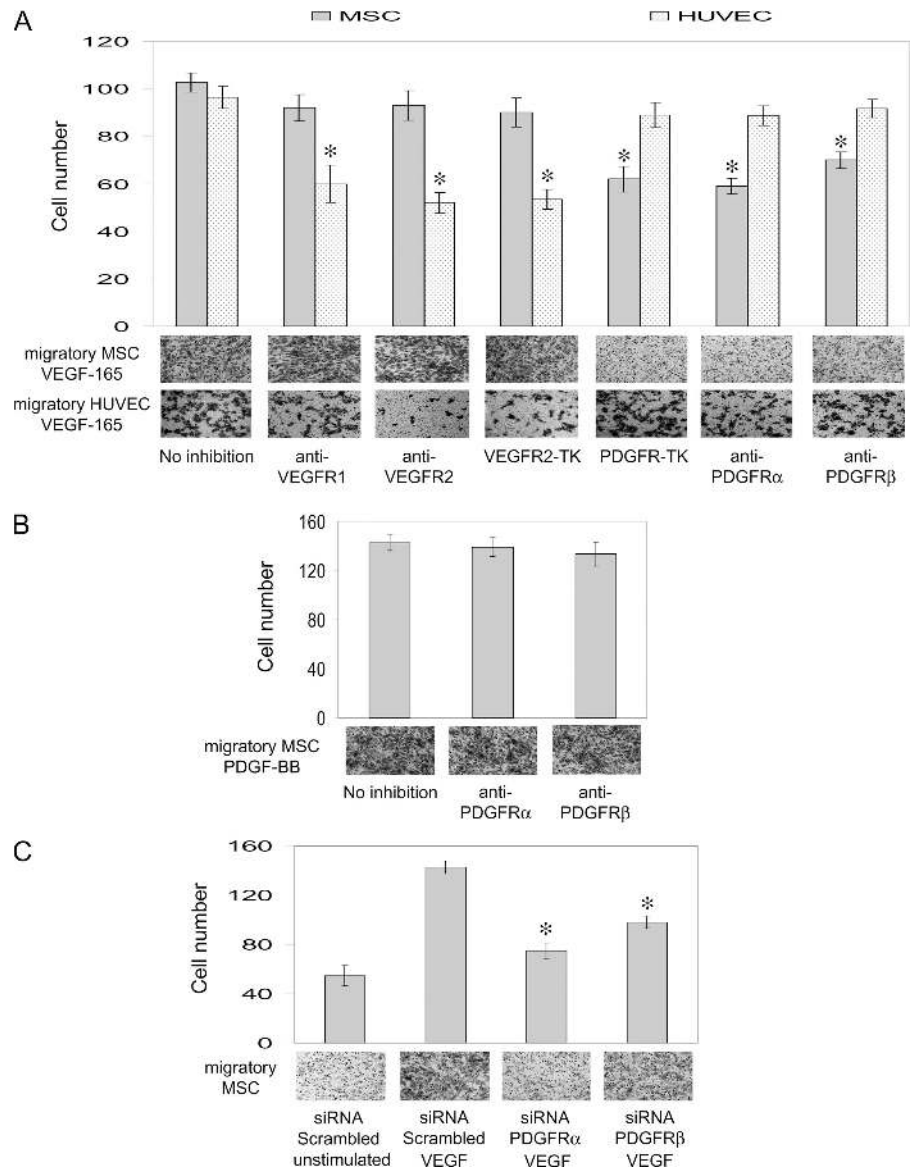 A
MSC HUVEC
120
100
80
60
40
20
0
Cell number
* * * * * *
migratory MSC
VEGF-165
migratory HUVEC
VEGF-165
No inhibition
anti-
VEGFR1
anti-
VEGFR2
VEGFR2-TK
PDGFR-TK
anti-
PDGFRα
anti-
PDGFRβ
B
160
120
80
40
0
Cell number
migratory MSC
PDGF-BB
No inhibition
anti-
PDGFRα
anti-
PDGFRβ
C
160
120
80
40
0
Cell number
* *
migratory
MSC
siRNA
Scrambled
unstimulated
siRNA
Scrambled
VEGF
siRNA
PDGFRα
VEGF
siRNA
PDGFRβ
VEGF